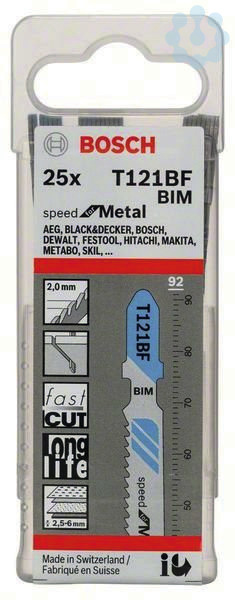 BOSCH
25x T121BF
BIM
speed for Metal
AEG, BLACK&DECKER, BOSCH,
DEWALT, FESTOOL, HITACHI, MAKITA,
METABO, SKIL, ...
92
2,0 mm
90
T121BF
80
BIM
fast
CUT
70
60
long
life
50
speed for M
2,5-6 mm
40
Made in Switzerland /
Fabriqué en Suisse